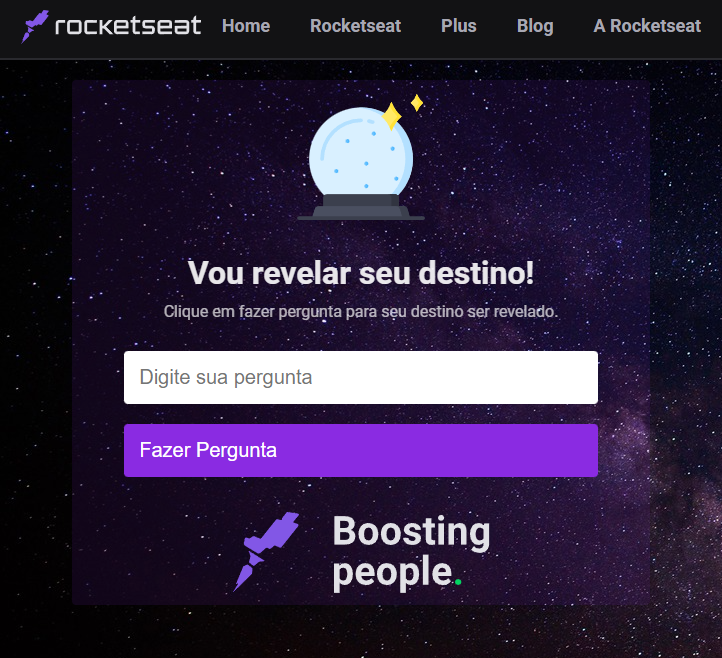 rocketseat Home Rocketseat Plus Blog A Rocketseat
Vou revelar seu destino!
Clique em fazer pergunta para seu destino ser revelado.
Digite sua pergunta
Fazer Pergunta
Boosting
people.